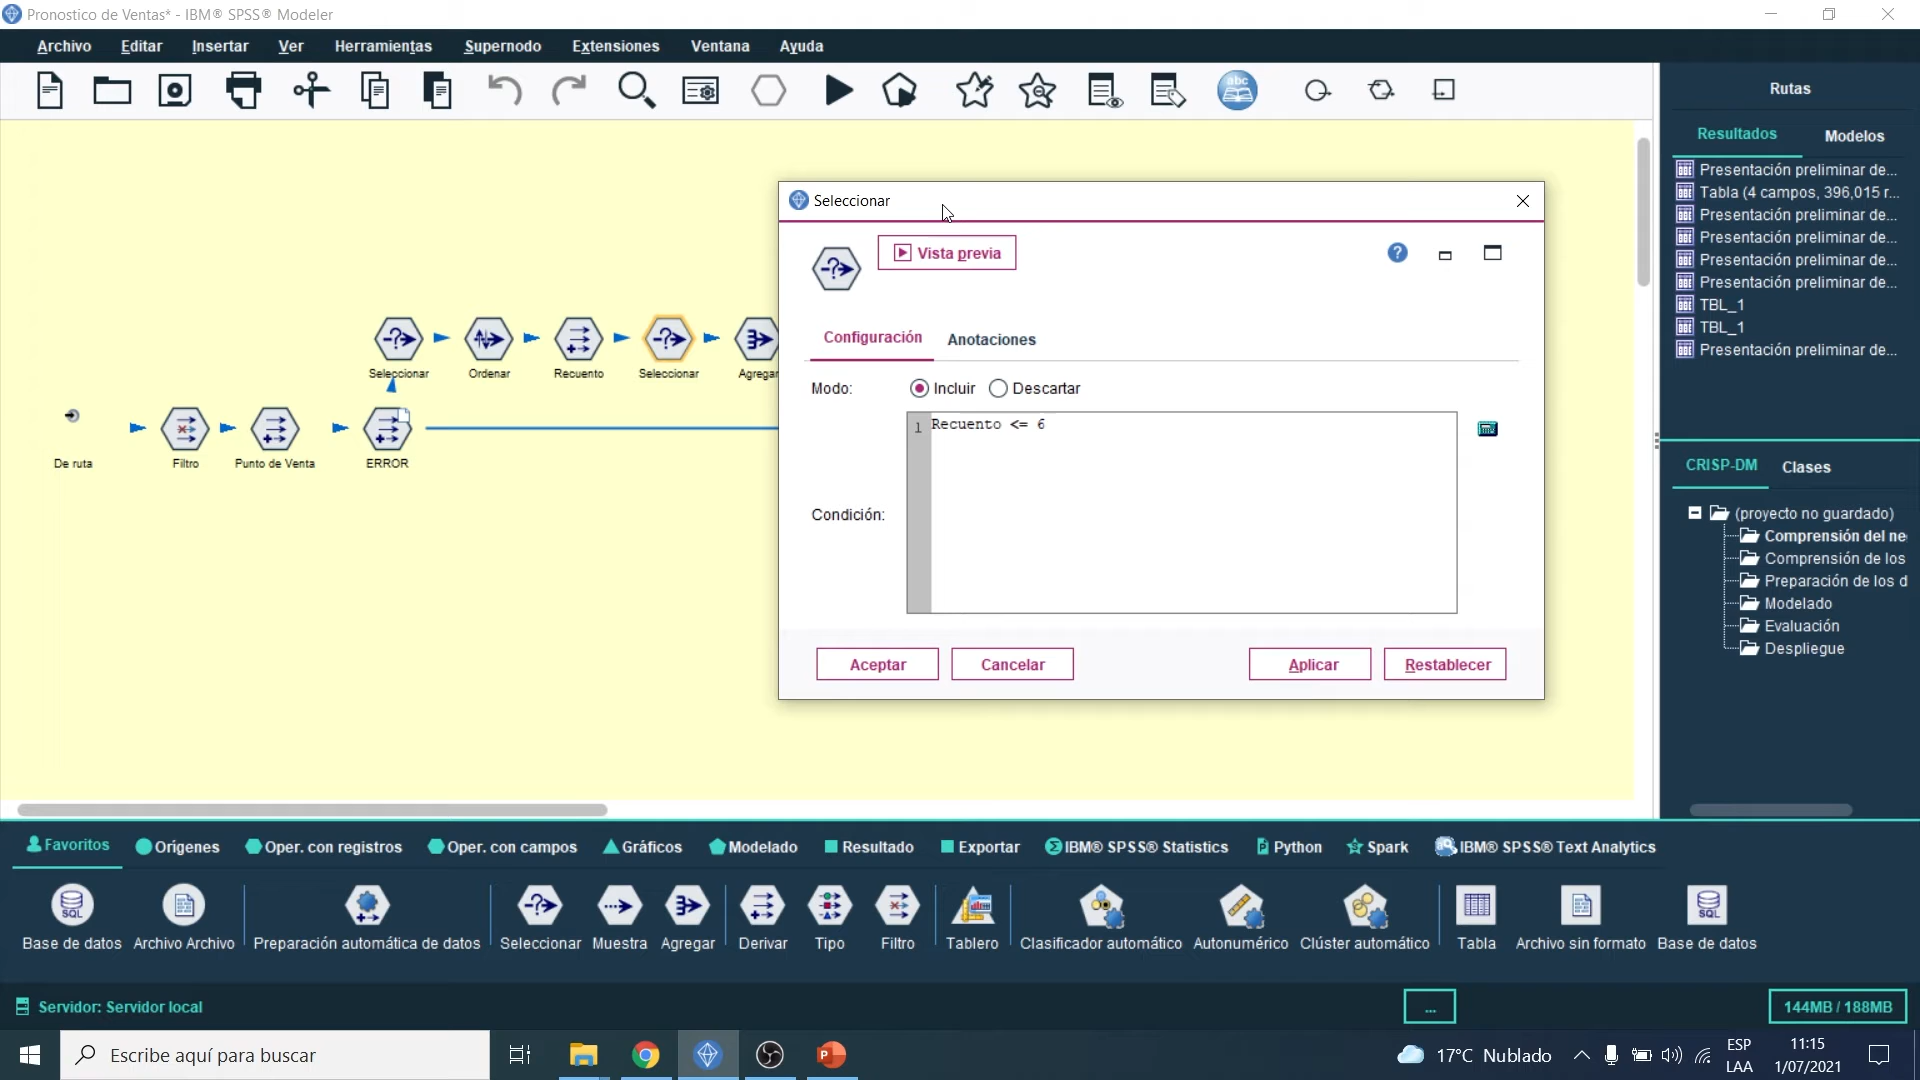 Pronostico de Ventas* - IBM® SPSS® Modeler
Archivo Editar Insertar Ver Herramientas Supernodo Extensiones Ventana Ayuda
abc
Rutas
Resultados Modelos
Presentación preliminar de...
Tabla (4 campos, 396,015 r...
Presentación preliminar de...
Presentación preliminar de...
Presentación preliminar de...
Presentación preliminar de...
TBL_1
TBL_1
Presentación preliminar de...
Seleccionar
Vista previa
Configuración Anotaciones
Modo: Incluir Descartar
1 Recuento <= 6
Condición:
Aceptar Cancelar Aplicar Restablecer
Seleccionar Ordenar Recuento Seleccionar Agregar
De ruta Filtro Punto de Venta ERROR
CRISP-DM Clases
(proyecto no guardado)
Comprensión del ne
Comprensión de los
Preparación de los d
Modelado
Evaluación
Despliegue
Favoritos Orígenes Oper. con registros Oper. con campos Gráficos Modelado Resultado Exportar IBM® SPSS® Statistics Python Spark IBM® SPSS® Text Analytics
SQL SQL
Base de datos Archivo Archivo Preparación automática de datos Seleccionar Muestra Agregar Derivar Tipo Filtro Tablero Clasificador automático Autonumérico Clúster automático Tabla Archivo sin formato Base de datos
Servidor: Servidor local ... 144MB / 188MB
Escribe aquí para buscar
17°C Nublado
ESP
LAA
11:15
1/07/2021